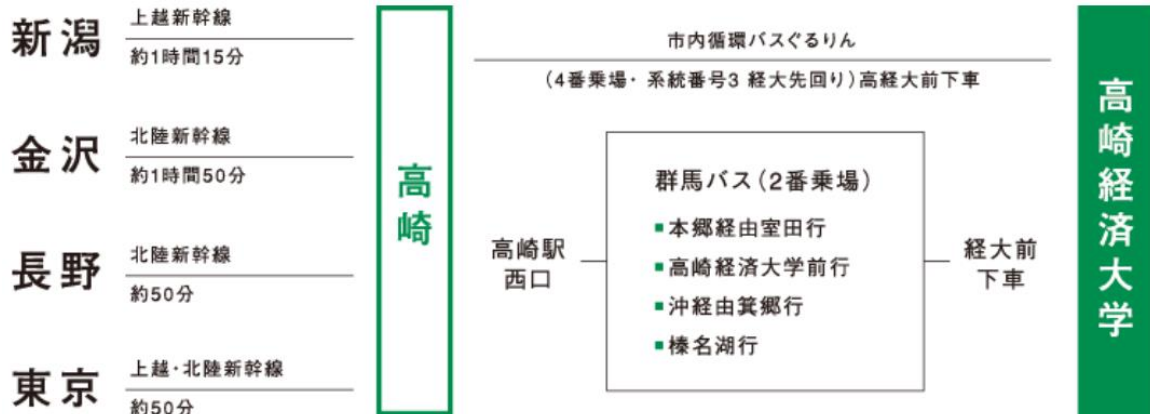 新潟
上越新幹線
約1時間15分
金沢
北陸新幹線
約1時間50分
長野
北陸新幹線
約50分
東京
上越・北陸新幹線
約50分
高崎
市内循環バスぐるりん
(4番乗場・系統番号3 経大先回り)高経大前下車
高崎駅
西口
群馬バス(2番乗場)
■本郷経由室田行
■高崎経済大学前行
■沖経由箕郷行
■榛名湖行
経大前
下車
高崎経済大学